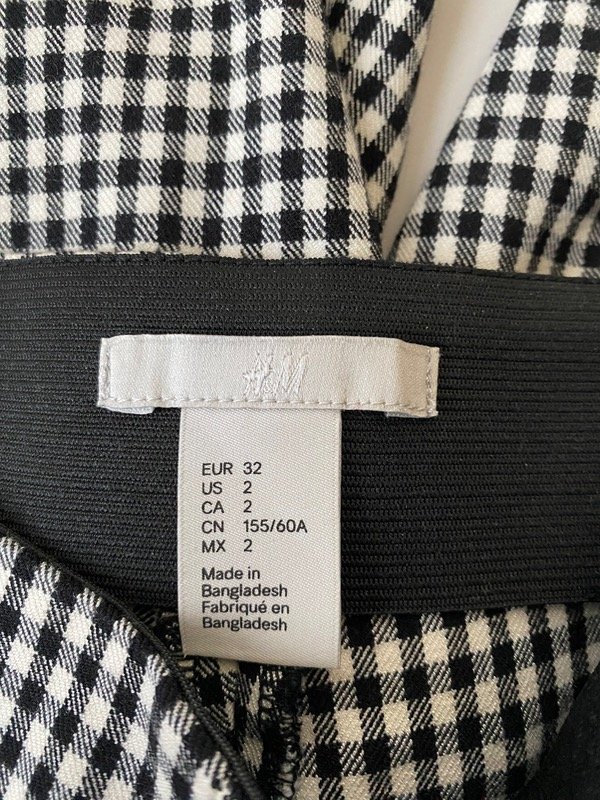 H&M
EUR 32
US 2
CA 2
CN 155/60A
MX 2
Made in
Bangladesh
Fabriqué en
Bangladesh